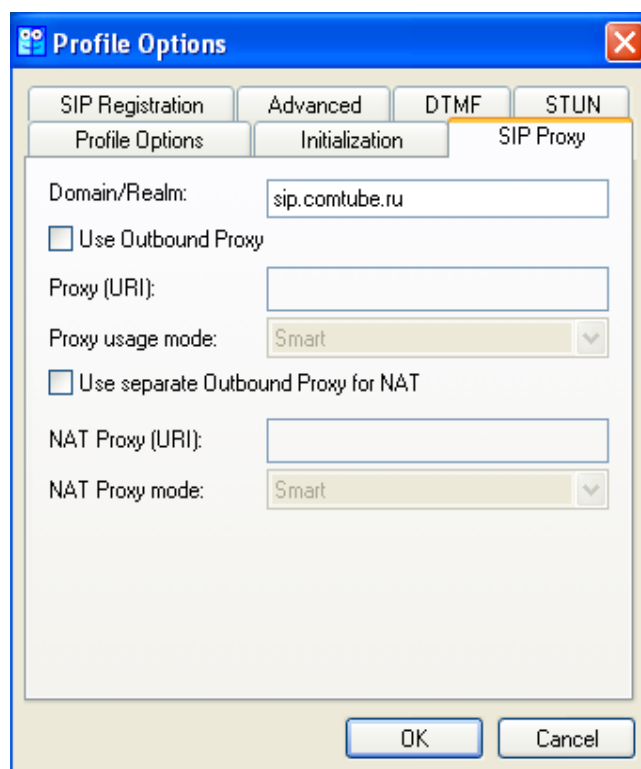 Profile Options
SIP Registration Advanced DTMF STUN
Profile Options Initialization SIP Proxy
Domain/Realm: sip.comtube.ru
Use Outbound Proxy
Proxy (URI):
Proxy usage mode: Smart
Use separate Outbound Proxy for NAT
NAT Proxy (URI):
NAT Proxy mode: Smart
OK Cancel